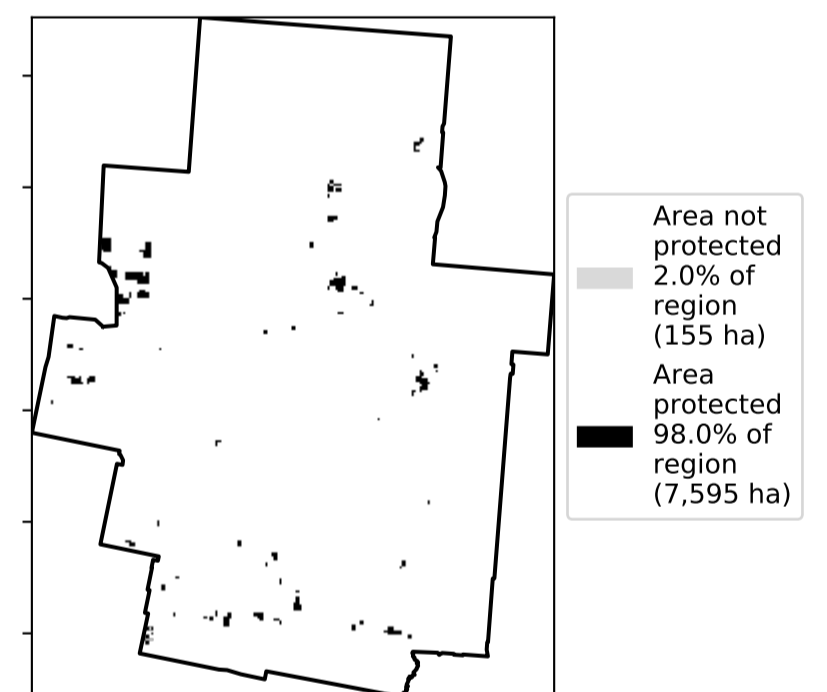 Area not
protected
2.0% of
region
(155 ha)
Area
protected
98.0% of
region
(7,595 ha)